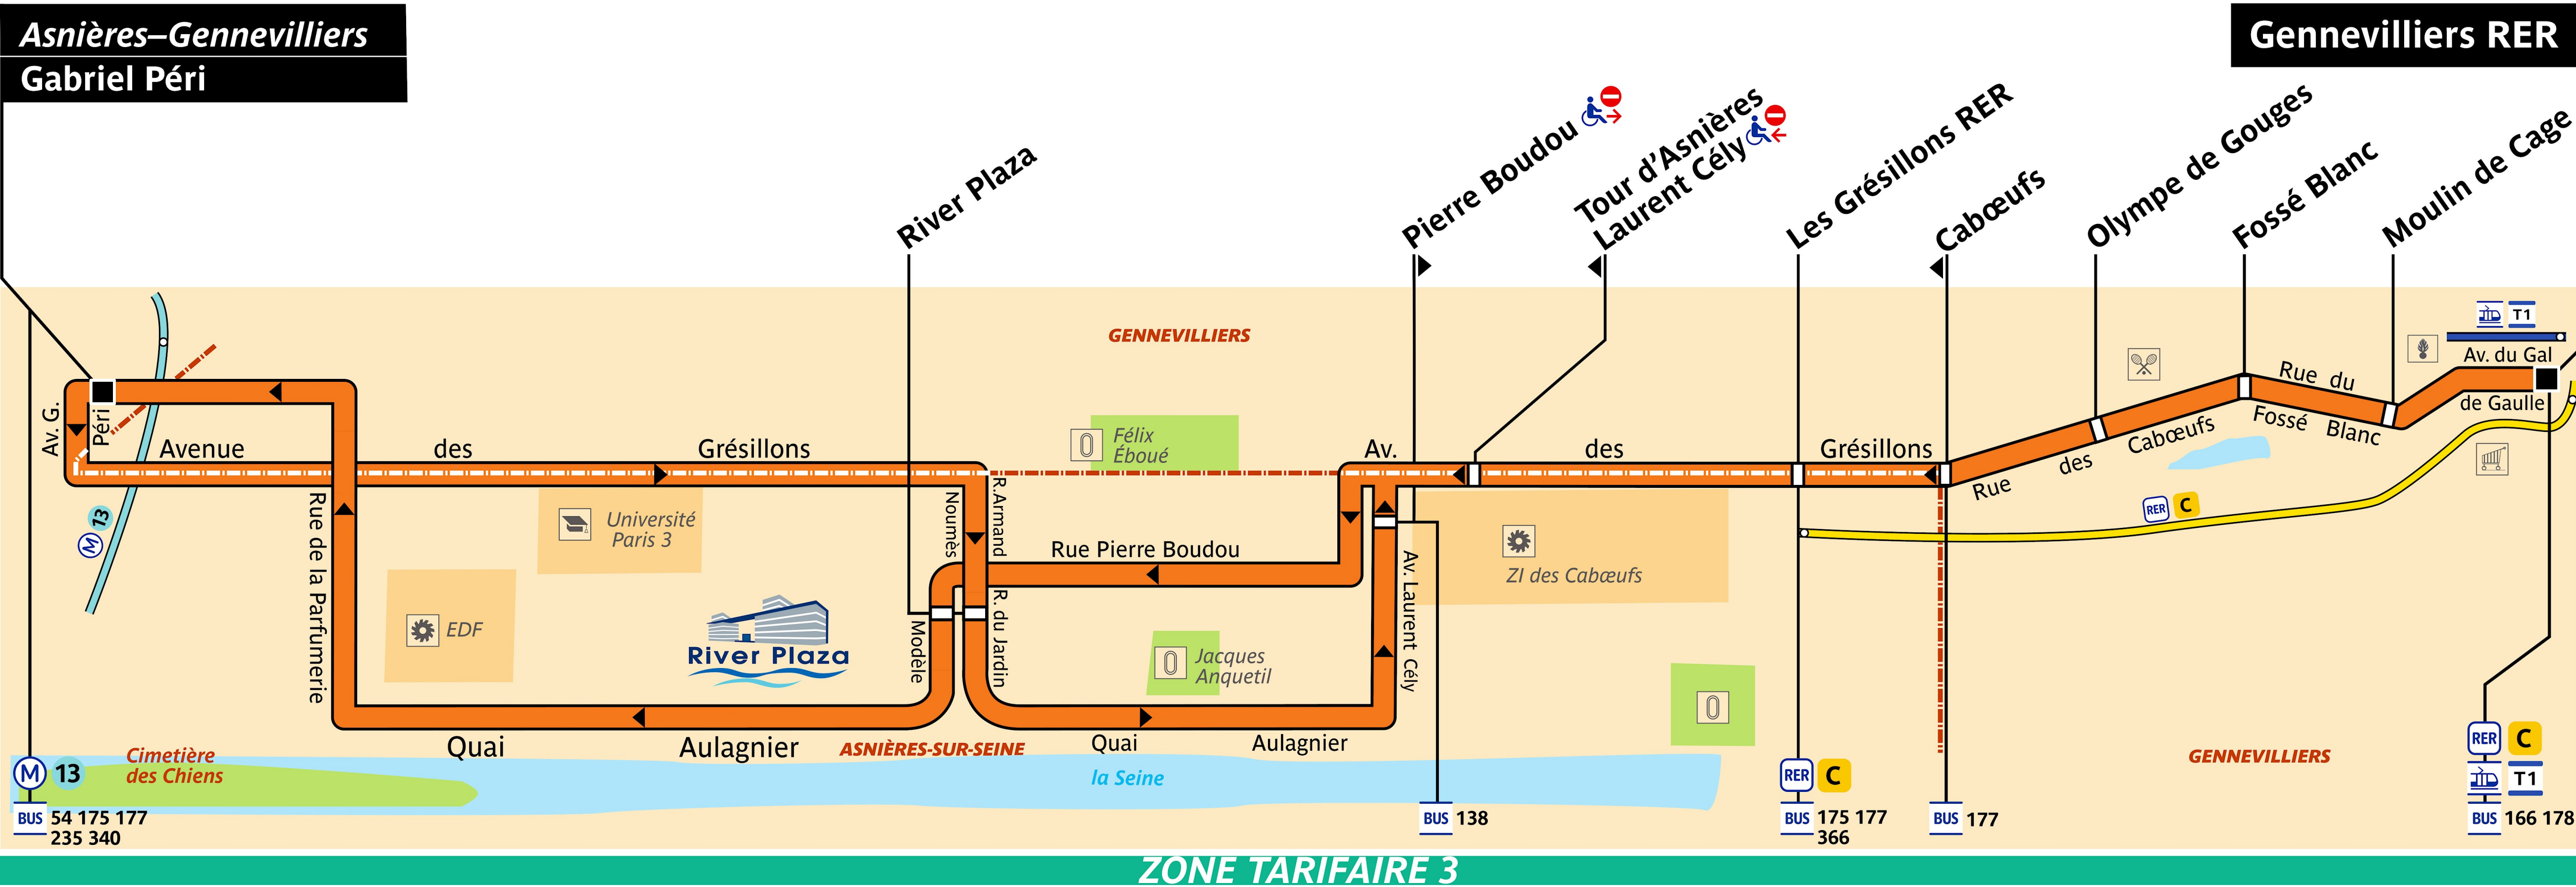 Asnières–Gennevilliers
Gabriel Péri
Gennevilliers RER
River Plaza
Pierre Boudou
Tour d'Asnières
Laurent Cély
Les Grésillons RER
Cabœufs
Olympe de Gouges
Fossé Blanc
Moulin de Cage
GENNEVILLIERS
T1
Av. du Gal
de Gaulle
Rue du
Fossé Blanc
Av. G.
Péri
Avenue des Grésillons
Félix
Éboué
Av. des Grésillons
Rue des Cabœufs
M 13
Rue de la Parfumerie
Université
Paris 3
Noumès
R.Armand
Rue Pierre Boudou
Av. Laurent Cély
ZI des Cabœufs
RER C
EDF
River Plaza
Modèle
R. du Jardin
Jacques
Anquetil
Quai Aulagnier
ASNIÈRES-SUR-SEINE
Quai Aulagnier
Cimetière
des Chiens
la Seine
GENNEVILLIERS
M 13
BUS 54 175 177
235 340
BUS 138
RER C
BUS 175 177
366
BUS 177
RER C
T1
BUS 166 178
ZONE TARIFAIRE 3